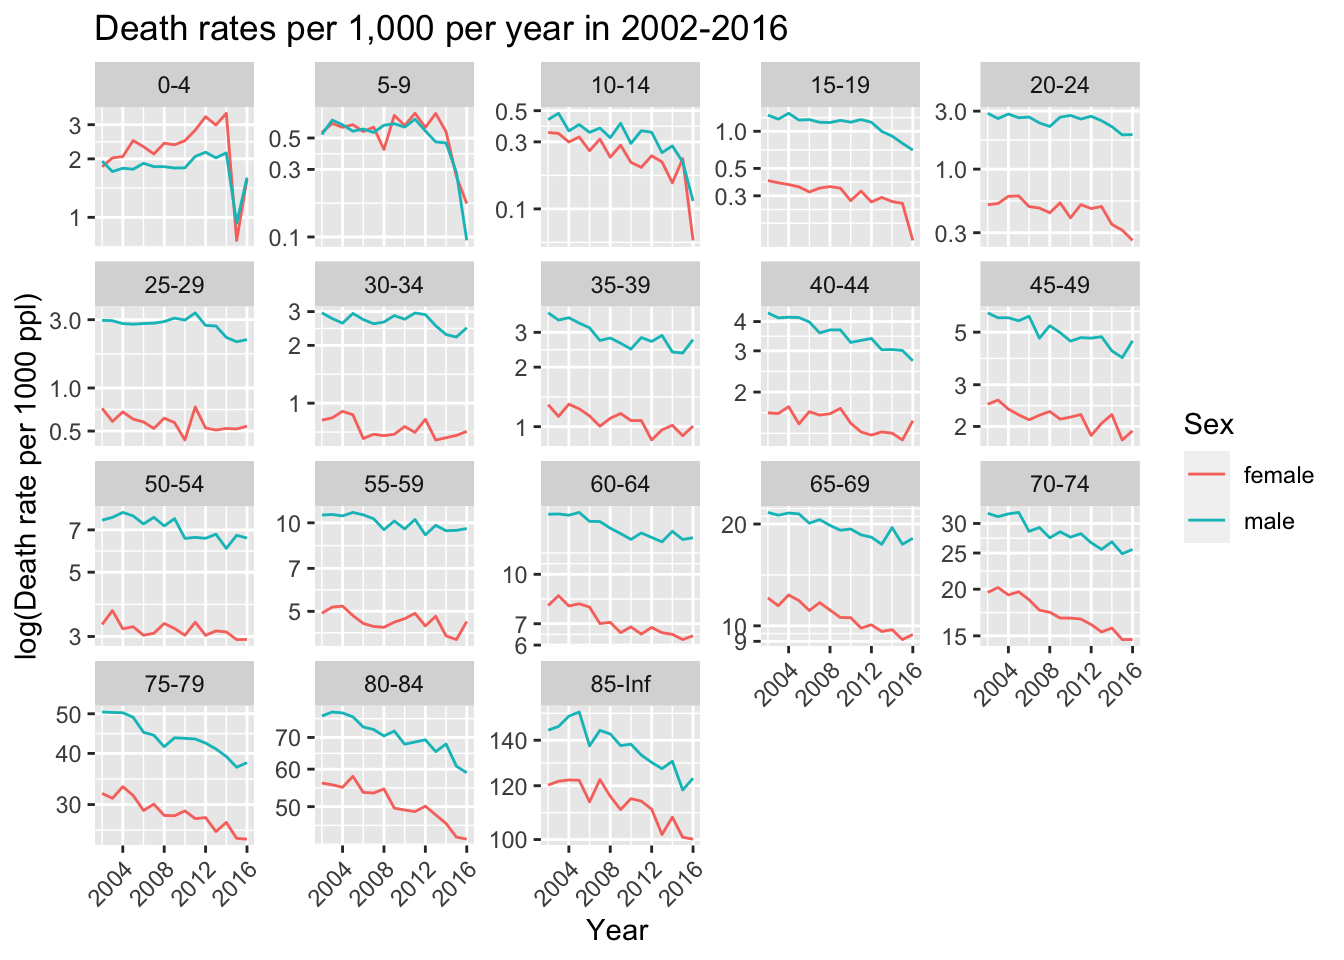 Death rates per 1,000 per year in 2002-2016
0-4 5-9 10-14 15-19 20-24
3 2 1
0.5 0.3 0.1
0.5 0.3 0.1
1.0 0.5 0.3
3.0 1.0 0.3
25-29 30-34 35-39 40-44 45-49
3.0 1.0 0.5
3 2 1
3 2 1
4 3 2
5 3 2
50-54 55-59 60-64 65-69 70-74
7 5 3
10 7 5
10 7 6
20 10 9
30 25 20 15
2004 2008 2012 2016
2004 2008 2012 2016
75-79 80-84 85-Inf
50 40 30
70 60 50
140 120 100
2004 2008 2012 2016
2004 2008 2012 2016
2004 2008 2012 2016
Year
log(Death rate per 1000 ppl)
Sex
female
male